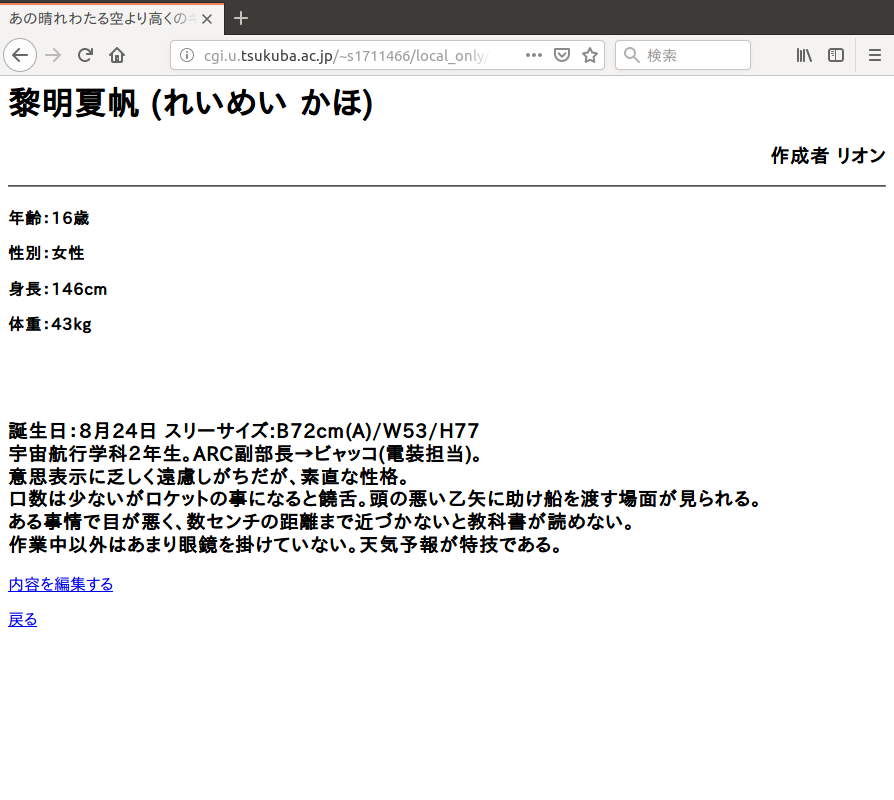 あの晴れわたる空より高くの
cgi.u.tsukuba.ac.jp/~s1711466/local_only/
検索
黎明夏帆 (れいめい かほ)
作成者 リオン
年齢：16歳
性別：女性
身長：146cm
体重：43kg
誕生日：8月24日 スリーサイズ:B72cm(A)/W53/H77
宇宙航行学科２年生。ARC副部長→ビャッコ(電装担当)。
意思表示に乏しく遠慮しがちだが、素直な性格。
口数は少ないがロケットの事になると饒舌。頭の悪い乙矢に助け船を渡す場面が見られる。
ある事情で目が悪く、数センチの距離まで近づかないと教科書が読めない。
作業中以外はあまり眼鏡を掛けていない。天気予報が特技である。
内容を編集する
戻る